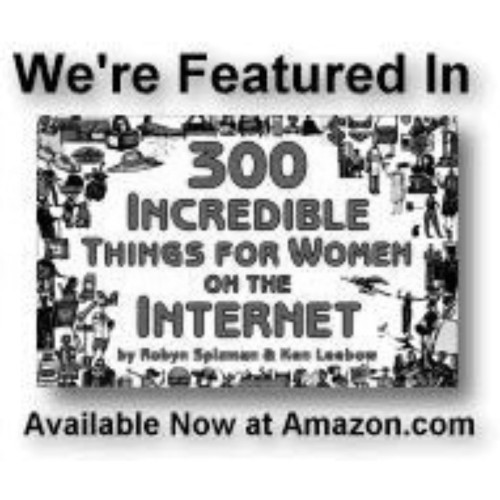 We're Featured In
300
INCREDIBLE
THINGS FOR WOMEN
ON THE
INTERNET
by Robyn Spizman & Ken Leebow
Available Now at Amazon.com